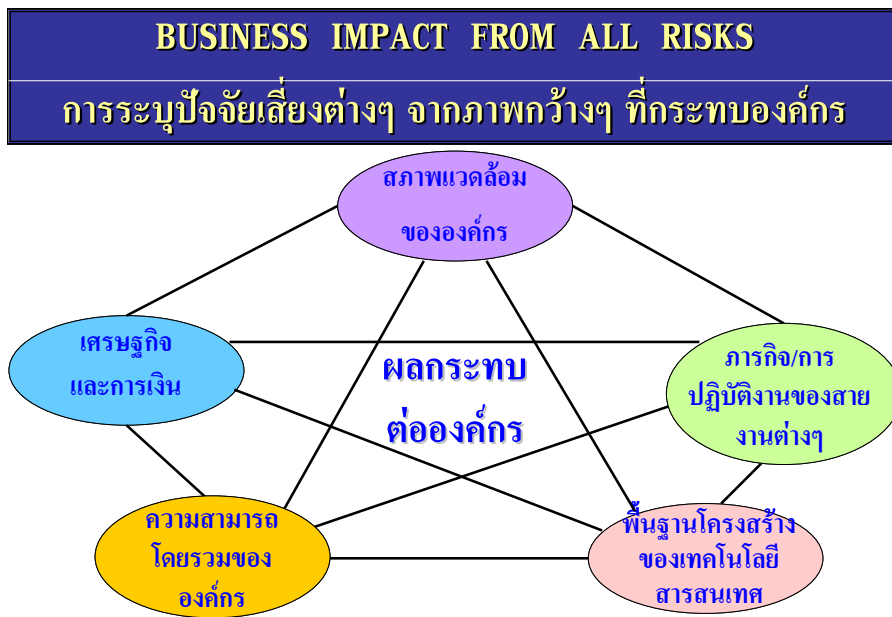 BUSINESS IMPACT FROM ALL RISKS
การระบุปัจจัยเสี่ยงต่างๆ จากภาพกว้างๆ ที่กระทบองค์กร
สภาพแวดล้อม
ขององค์กร
เศรษฐกิจ
และการเงิน
ผลกระทบ
ต่อองค์กร
ภารกิจ/การ
ปฏิบัติงานของสาย
งานต่างๆ
ความสามารถ
โดยรวมของ
องค์กร
พื้นฐานโครงสร้าง
ของเทคโนโลยี
สารสนเทศ